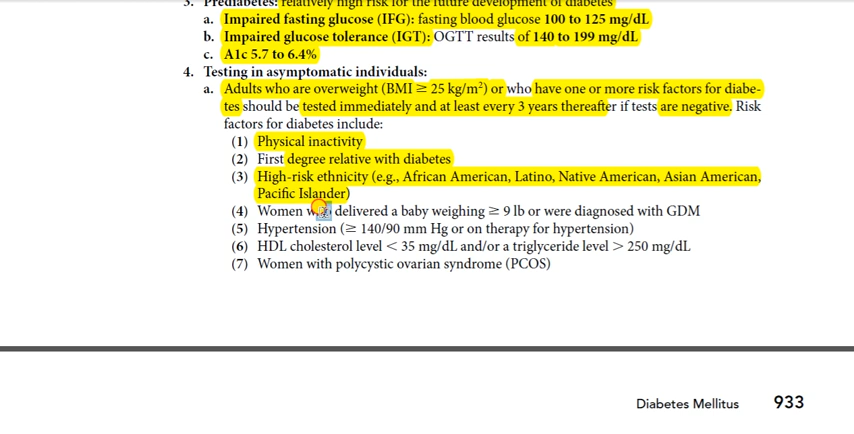 3. Prediabetes: relatively high risk for the future development of diabetes
a. Impaired fasting glucose (IFG): fasting blood glucose 100 to 125 mg/dL
b. Impaired glucose tolerance (IGT): OGTT results of 140 to 199 mg/dL
c. A1c 5.7 to 6.4%
4. Testing in asymptomatic individuals:
a. Adults who are overweight (BMI ≥ 25 kg/m²) or who have one or more risk factors for diabe-
tes should be tested immediately and at least every 3 years thereafter if tests are negative. Risk
factors for diabetes include:
(1) Physical inactivity
(2) First degree relative with diabetes
(3) High-risk ethnicity (e.g., African American, Latino, Native American, Asian American,
Pacific Islander)
(4) Women delivered a baby weighing ≥ 9 lb or were diagnosed with GDM
(5) Hypertension (≥ 140/90 mm Hg or on therapy for hypertension)
(6) HDL cholesterol level < 35 mg/dL and/or a triglyceride level > 250 mg/dL
(7) Women with polycystic ovarian syndrome (PCOS)
Diabetes Mellitus 933